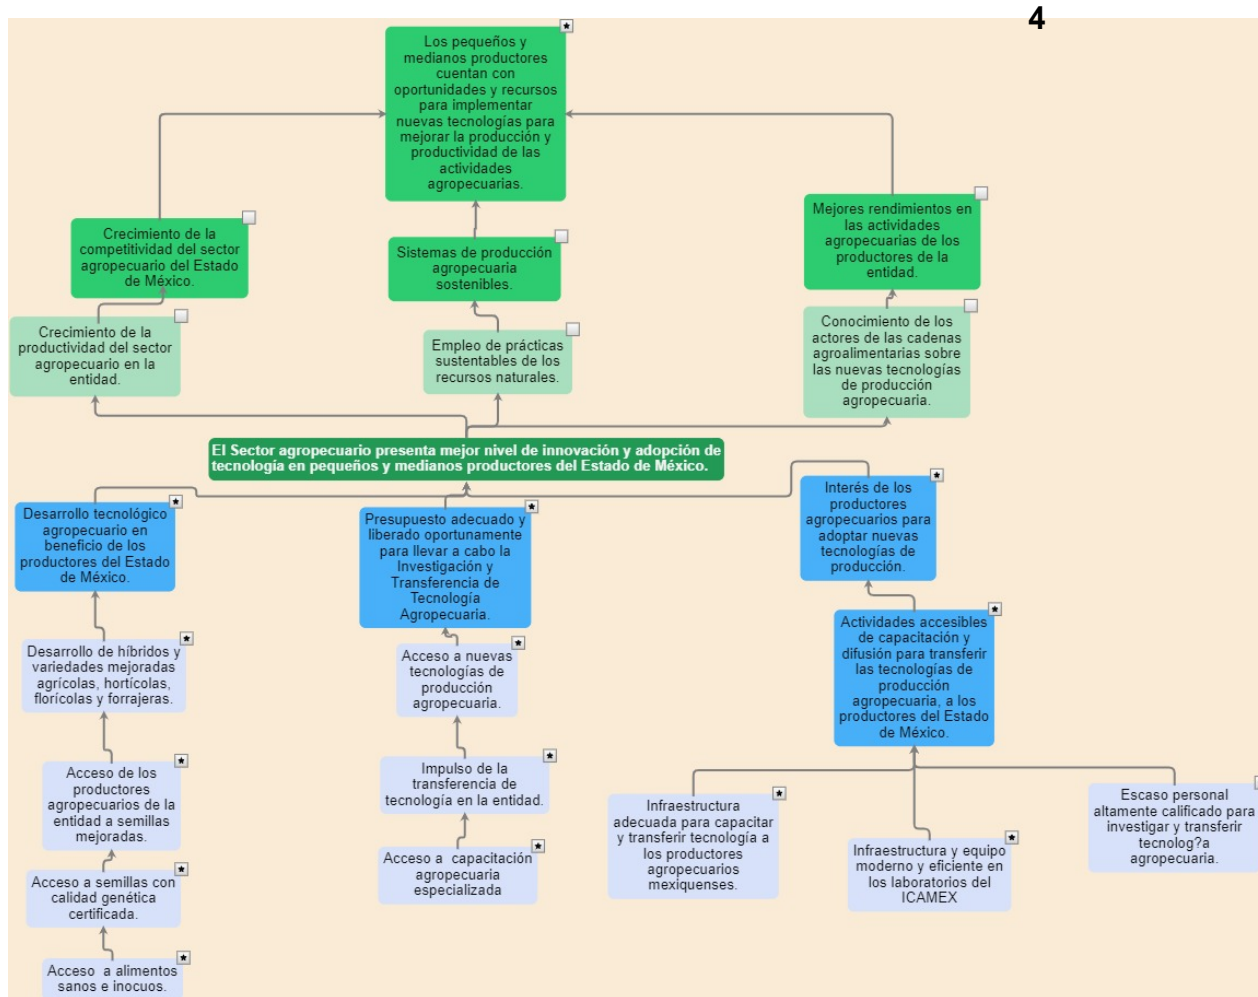 4
Los pequeños y
medianos productores
cuentan con
oportunidades y recursos
para implementar
nuevas tecnologías para
mejorar la producción y
productividad de las
actividades
agropecuarias.
Crecimiento de la
competitividad del sector
agropecuario del Estado
de México.
Sistemas de producción
agropecuaria
sostenibles.
Mejores rendimientos en
las actividades
agropecuarias de los
productores de la
entidad.
Crecimiento de la
productividad del sector
agropecuario en la
entidad.
Empleo de prácticas
sustentables de los
recursos naturales.
Conocimiento de los
actores de las cadenas
agroalimentarias sobre
las nuevas tecnologías
de producción
agropecuaria.
El Sector agropecuario presenta mejor nivel de innovación y adopción de
tecnología en pequeños y medianos productores del Estado de México.
Desarrollo tecnológico
agropecuario en
beneficio de los
productores del Estado
de México.
Presupuesto adecuado y
liberado oportunamente
para llevar a cabo la
Investigación y
Transferencia de
Tecnología
Agropecuaria.
Interés de los
productores
agropecuarios para
adoptar nuevas
tecnologías de
producción.
Desarrollo de híbridos y
variedades mejoradas
agrícolas, hortícolas,
florícolas y forrajeras.
Acceso a nuevas
tecnologías de
producción
agropecuaria.
Actividades accesibles
de capacitación y
difusión para transferir
las tecnologías de
producción
agropecuaria, a los
productores del Estado
de México.
Acceso de los
productores
agropecuarios de la
entidad a semillas
mejoradas.
Impulso de la
transferencia de
tecnología en la entidad.
Infraestructura
adecuada para capacitar
y transferir tecnología a
los productores
agropecuarios
mexiquenses.
Infraestructura y equipo
moderno y eficiente en
los laboratorios del
ICAMEX
Escaso personal
altamente calificado para
investigar y transferir
tecnolog?a
agropecuaria.
Acceso a semillas con
calidad genética
certificada.
Acceso a  capacitación
agropecuaria
especializada
Acceso  a alimentos
sanos e inocuos.